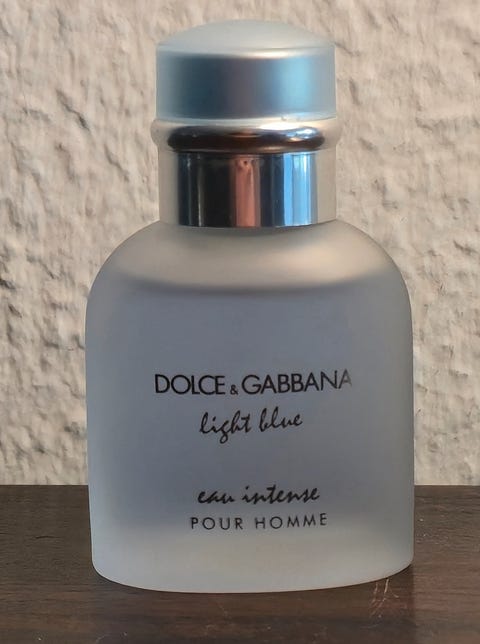 DOLCE & GABBANA
light blue
eau intense
POUR HOMME